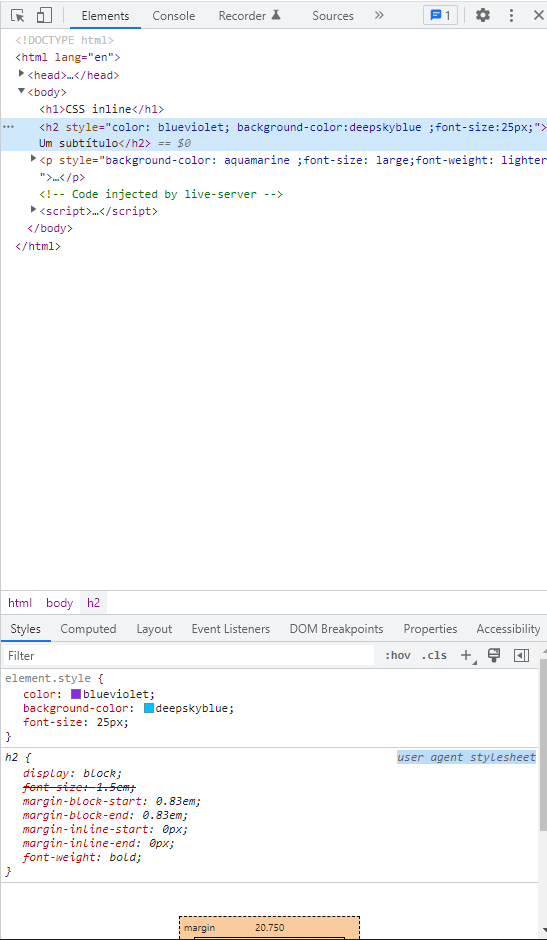 Elements Console Recorder Sources » 1
<!DOCTYPE html>
<html lang="en">
<head>…</head>
<body>
<h1>CSS inline</h1>
… <h2 style="color: blueviolet; background-color:deepskyblue ;font-size:25px;">
Um subtítulo</h2> == $0
<p style="background-color: aquamarine ;font-size: large;font-weight: lighter
">…</p>
<!-- Code injected by live-server -->
<script>…</script>
</body>
</html>
html body h2
Styles Computed Layout Event Listeners DOM Breakpoints Properties Accessibility
Filter :hov .cls +
element.style {
color: blueviolet;
background-color: deepskyblue;
font-size: 25px;
}
h2 { user agent stylesheet
display: block;
font-size: 1.5em;
margin-block-start: 0.83em;
margin-block-end: 0.83em;
margin-inline-start: 0px;
margin-inline-end: 0px;
font-weight: bold;
}
margin 20.750